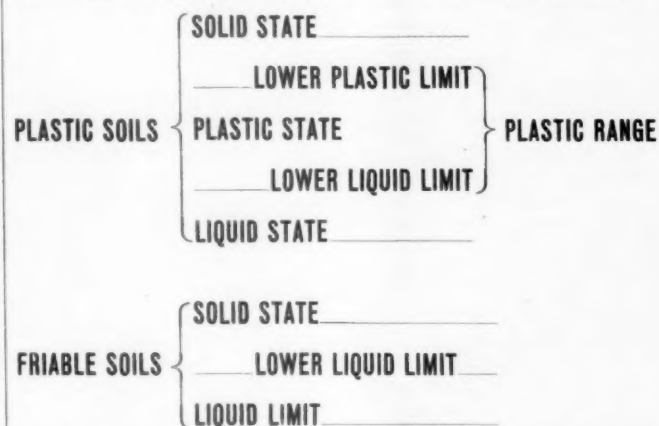 SOLID STATE
LOWER PLASTIC LIMIT
PLASTIC SOILS PLASTIC STATE PLASTIC RANGE
LOWER LIQUID LIMIT
LIQUID STATE
SOLID STATE
FRIABLE SOILS LOWER LIQUID LIMIT
LIQUID LIMIT